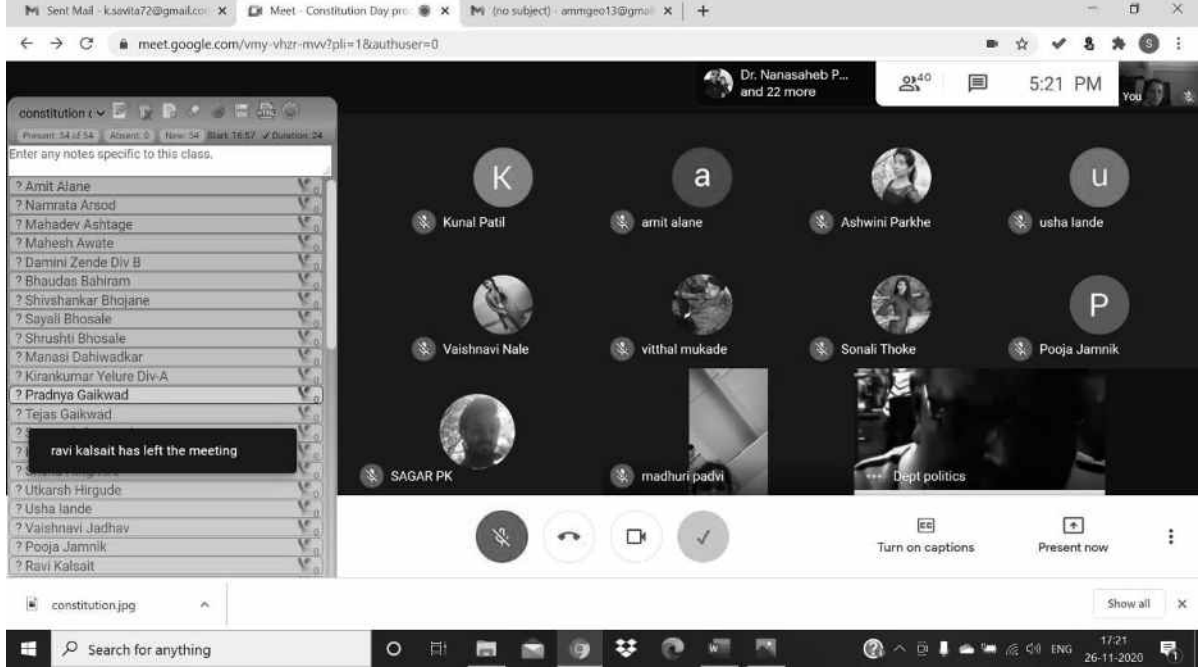 Sent Mail - k.savita72@gmail.co
Meet - Constitution Day pro
(no subject) - ammgeo13@gmai
meet.google.com/vmy-vhzr-mvv?pli=1&authuser=0
S
Dr. Nanasaheb P...
and 22 more
40
5:21 PM
You
constitution c
Present: 54 of 54 Absent: 0 New: 54 Start: 16:57 ✓ Duration: 24
Enter any notes specific to this class.
? Amit Alane
? Namrata Arsod
? Mahadev Ashtage
? Mahesh Awate
? Damini Zende Div B
? Bhaudas Bahiram
? Shivshankar Bhojane
? Sayali Bhosale
? Shrushti Bhosale
? Manasi Dahiwadkar
? Kirankumar Yelure Div-A
? Pradnya Gaikwad
? Tejas Gaikwad
ravi kalsait has left the meeting
? Utkarsh Hirgude
? Usha lande
? Vaishnavi Jadhav
? Pooja Jamnik
? Ravi Kalsait
K
a
u
Kunal Patil
amit alane
Ashwini Parkhe
usha lande
P
Vaishnavi Nale
vitthal mukade
Sonali Thoke
Pooja Jamnik
SAGAR PK
madhuri padvi
Dept politics
CC
Turn on captions
Present now
constitution.jpg
Show all
Search for anything
ENG
17:21
26-11-2020